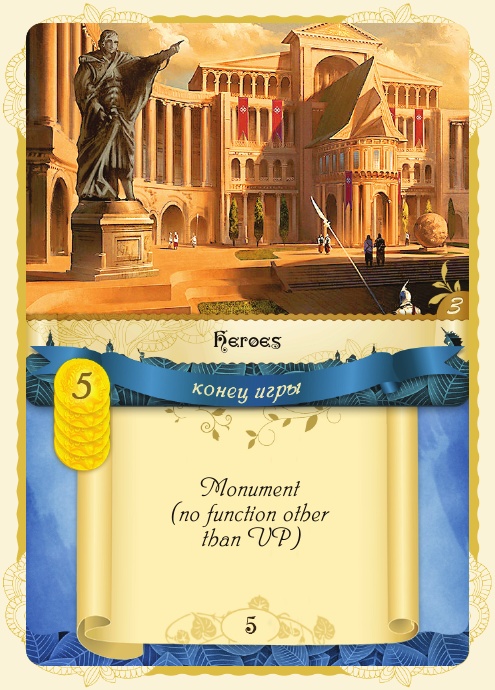 3
Heroes
5
конец игры
Monument
(no function other
than VP)
5